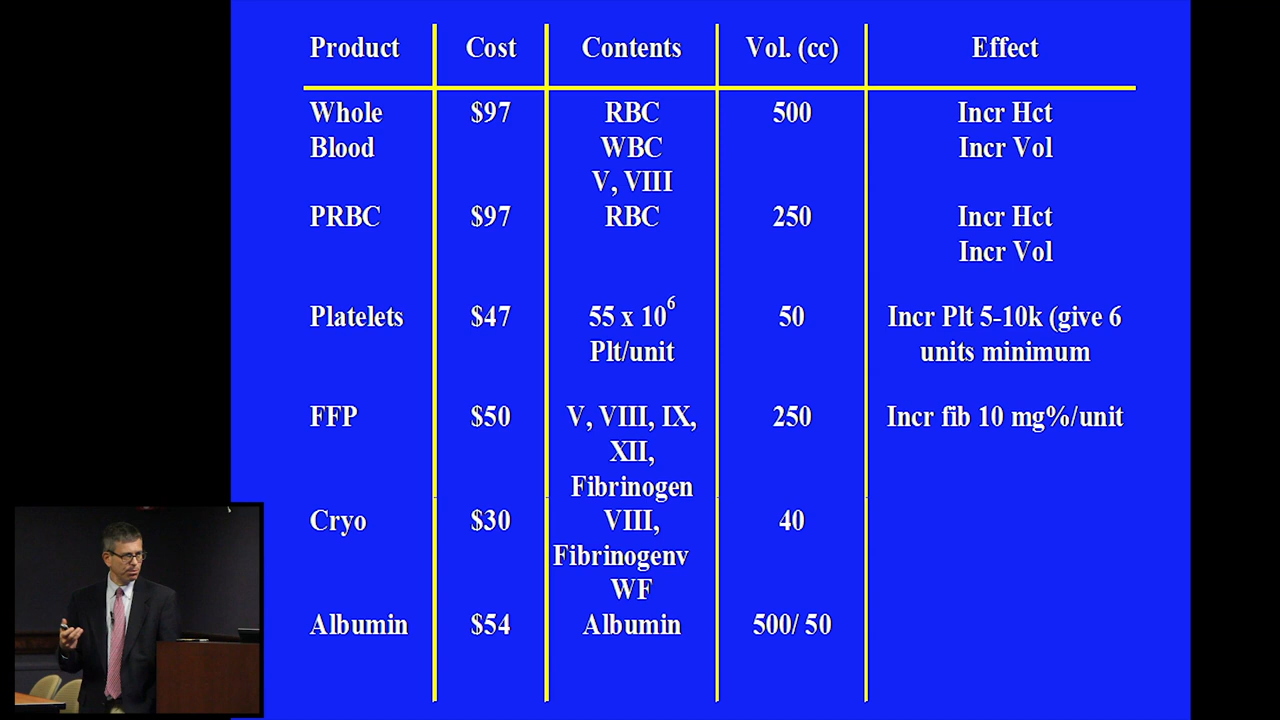 Product Cost Contents Vol. (cc) Effect
Whole $97 RBC 500 Incr Hct
Blood WBC Incr Vol
V, VIII
PRBC $97 RBC 250 Incr Hct
Incr Vol
Platelets $47 55 x 10⁶ 50 Incr Plt 5-10k (give 6
Plt/unit units minimum
FFP $50 V, VIII, IX, 250 Incr fib 10 mg%/unit
XII,
Fibrinogen
Cryo $30 VIII, 40
Fibrinogenv
WF
Albumin $54 Albumin 500/ 50